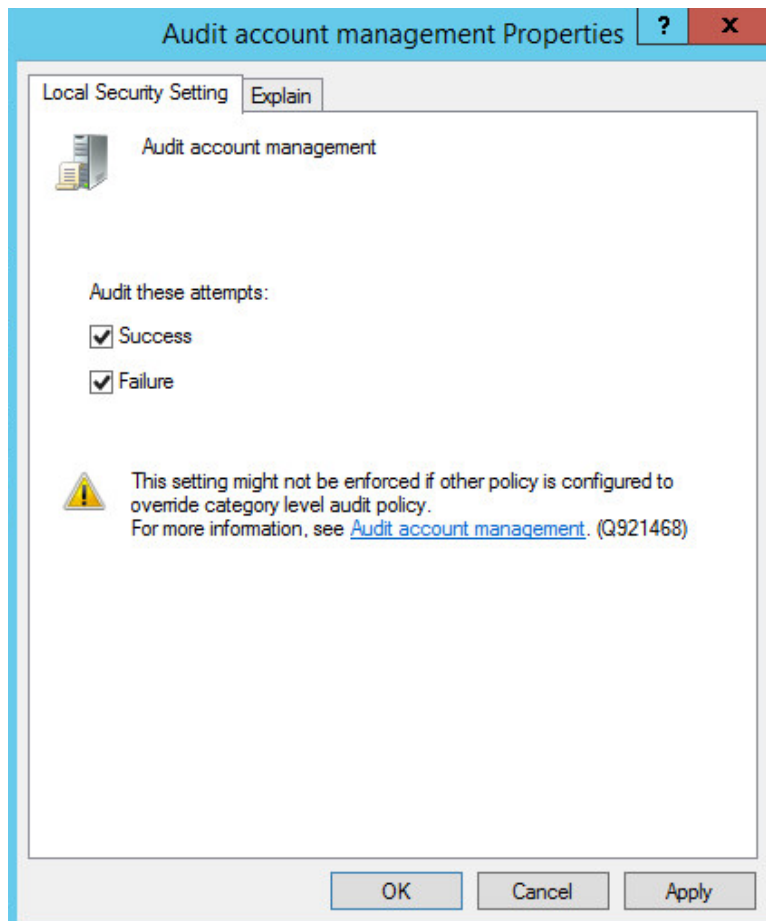 Audit account management Properties
? x
Local Security Setting Explain
Audit account management
Audit these attempts:
Success
Failure
This setting might not be enforced if other policy is configured to
override category level audit policy.
For more information, see Audit account management. (Q921468)
OK Cancel Apply